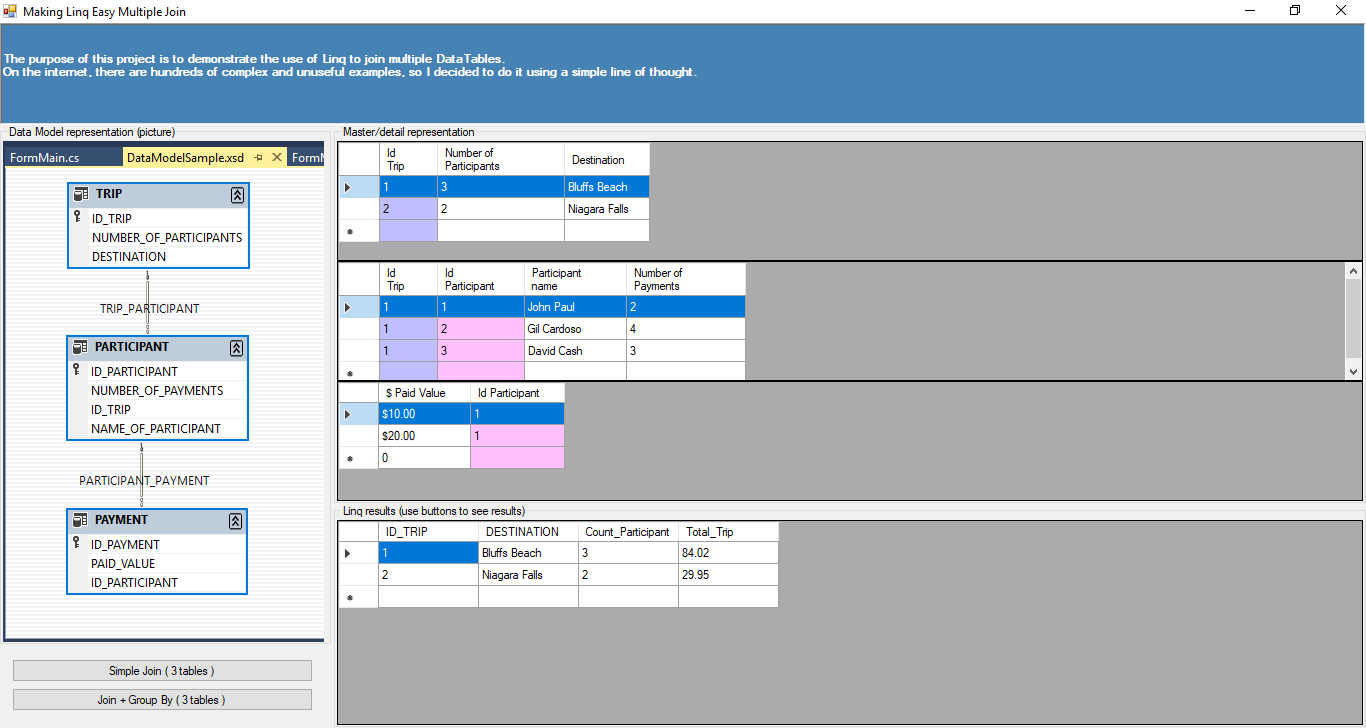 Making Linq Easy Multiple Join
The purpose of this project is to demonstrate the use of Linq to join multiple DataTables.
On the internet, there are hundreds of complex and unuseful examples, so I decided to do it using a simple line of thought.
Data Model representation (picture)
FormMain.cs DataModelSample.xsd FormM
TRIP
ID_TRIP
NUMBER_OF_PARTICIPANTS
DESTINATION
TRIP_PARTICIPANT
PARTICIPANT
ID_PARTICIPANT
NUMBER_OF_PAYMENTS
ID_TRIP
NAME_OF_PARTICIPANT
PARTICIPANT_PAYMENT
PAYMENT
ID_PAYMENT
PAID_VALUE
ID_PARTICIPANT
Simple Join ( 3 tables )
Join + Group By ( 3 tables )
Master/detail representation
Id Trip Number of Participants Destination
1 3 Bluffs Beach
2 2 Niagara Falls
Id Trip Id Participant Participant name Number of Payments
1 1 John Paul 2
1 2 Gil Cardoso 4
1 3 David Cash 3
$ Paid Value Id Participant
$10.00 1
$20.00 1
0
Linq results (use buttons to see results)
ID_TRIP DESTINATION Count_Participant Total_Trip
1 Bluffs Beach 3 84.02
2 Niagara Falls 2 29.95